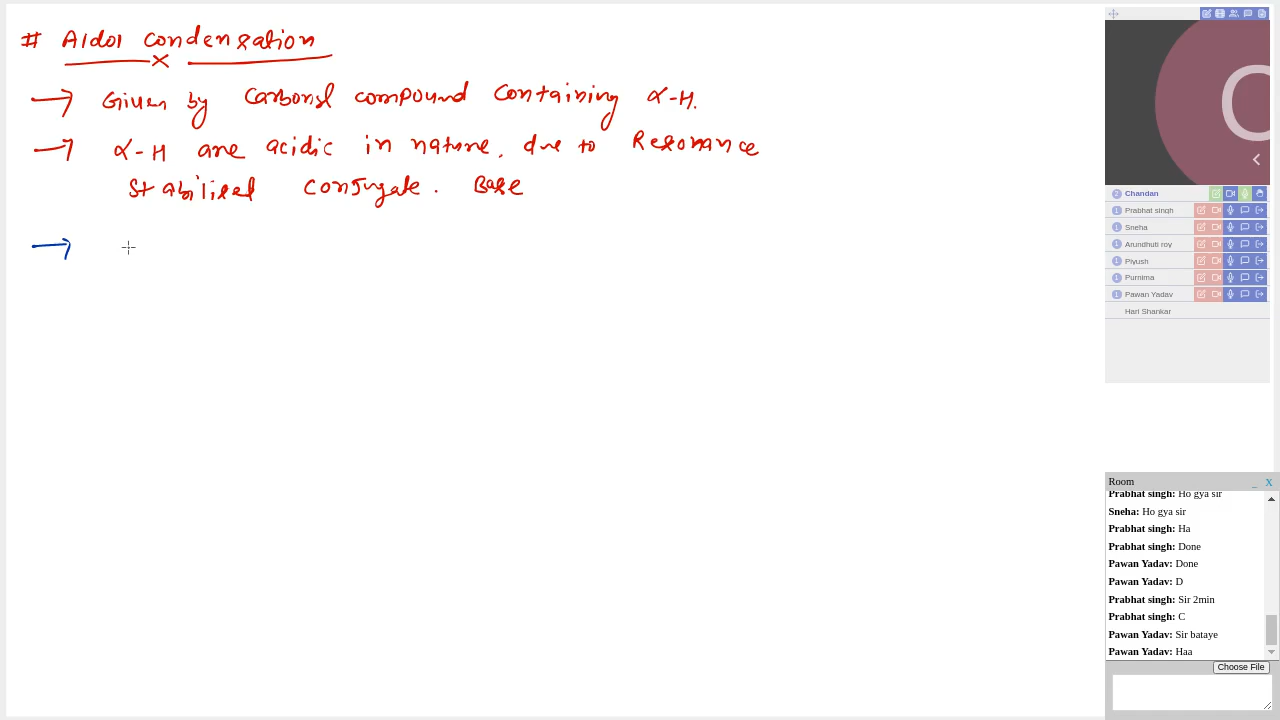 # Aldol condensation
→ Given by Carbonyl compound containing α-H.
→ α-H are acidic in nature, due to Resonance
Stabilised Conjugate. Base
→
Chandan
Prabhat singh
Sneha
Arundhuti roy
Piyush
Purnima
Pawan Yadav
Hari Shankar
Room _ X
Prabhat singh: Ho gya sir
Sneha: Ho gya sir
Prabhat singh: Ha
Prabhat singh: Done
Pawan Yadav: Done
Pawan Yadav: D
Prabhat singh: Sir 2min
Prabhat singh: C
Pawan Yadav: Sir bataye
Pawan Yadav: Haa
Choose File